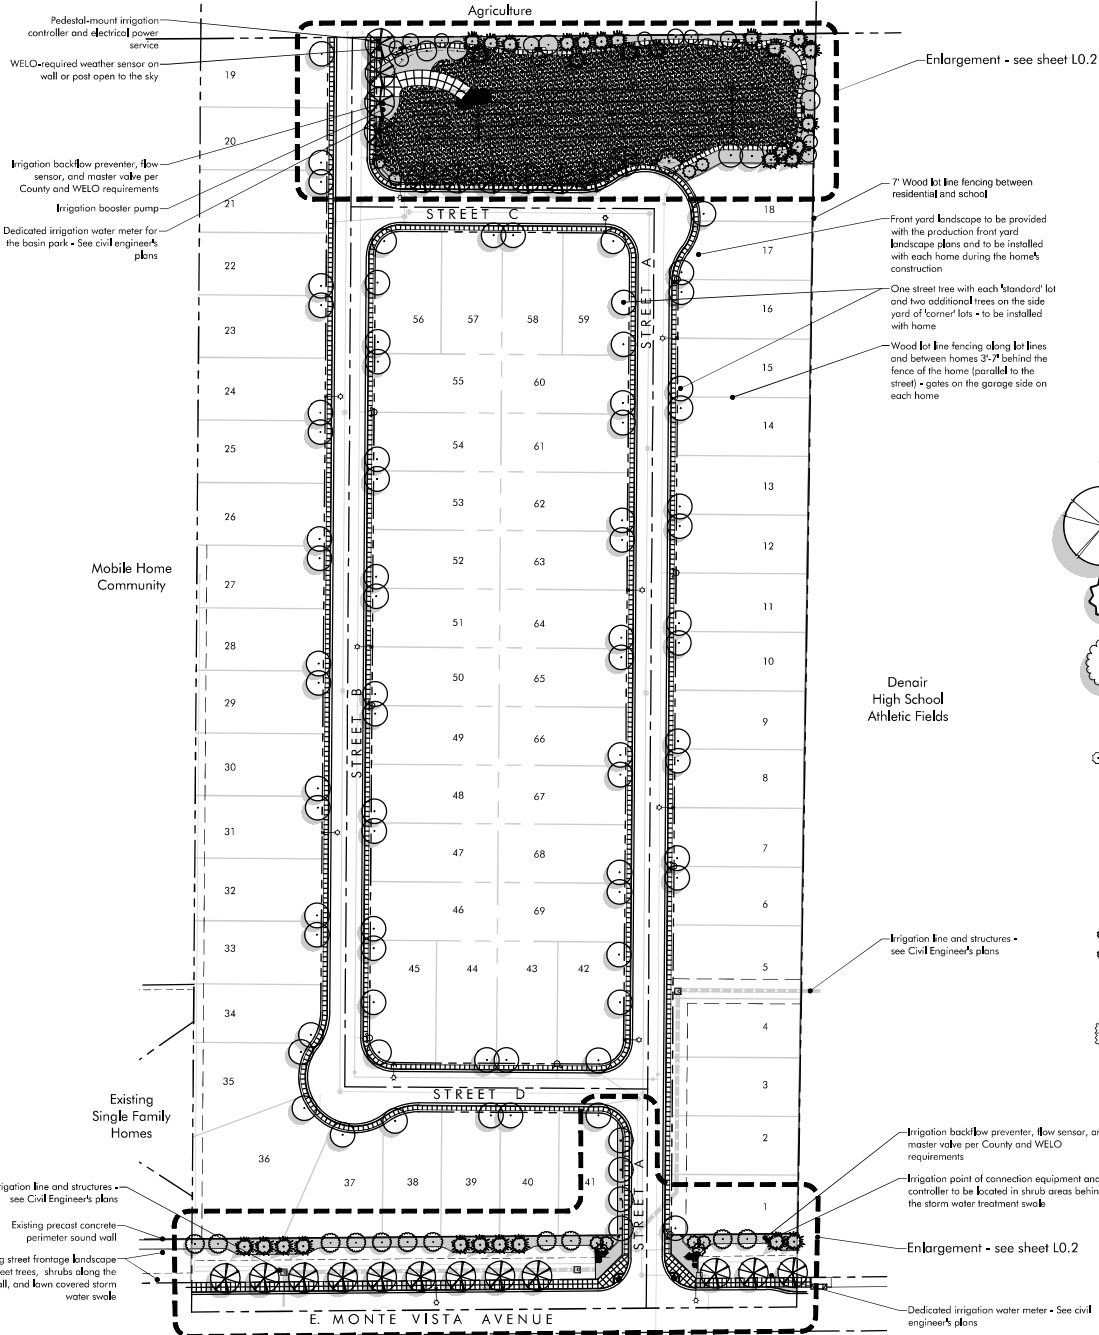 Agriculture
Pedestal-mount irrigation
controller and electrical power
service
WELO-required weather sensor on
wall or post open to the sky
Irrigation backflow preventer, flow
sensor, and master valve per
County and WELO requirements
Irrigation booster pump
Dedicated irrigation water meter for
the basin park - See civil engineer's
plans
Enlargement - see sheet L0.2
7' Wood lot line fencing between
residential and school
Front yard landscape to be provided
with the production front yard
landscape plans and to be installed
with each home during the home's
construction
One street tree with each 'standard' lot
and two additional trees on the side
yard of 'corner' lots - to be installed
with home
Wood lot line fencing along lot lines
and between homes 3'-7' behind the
fence of the home (parallel to the
street) - gates on the garage side on
each home
STREET C
STREET A
STREET B
STREET D
STREET A
19
20
21
22
23
24
25
26
27
28
29
30
31
32
33
34
35
36
37
38
39
40
41
56
57
58
59
55
60
54
61
53
62
52
63
51
64
50
65
49
66
48
67
47
68
46
69
45
44
43
42
18
17
16
15
14
13
12
11
10
9
8
7
6
5
4
3
2
1
Mobile Home
Community
Denair
High School
Athletic Fields
Irrigation line and structures -
see Civil Engineer's plans
Existing
Single Family
Homes
rigation line and structures -
see Civil Engineer's plans
Existing precast concrete
perimeter sound wall
g street frontage landscape
eet trees, shrubs along the
all, and lawn covered storm
water swale
Irrigation backflow preventer, flow sensor, an
master valve per County and WELO
requirements
Irrigation point of connection equipment and
controller to be located in shrub areas behin
the storm water treatment swale
Enlargement - see sheet L0.2
Dedicated irrigation water meter - See civil
engineer's plans
E. MONTE VISTA AVENUE